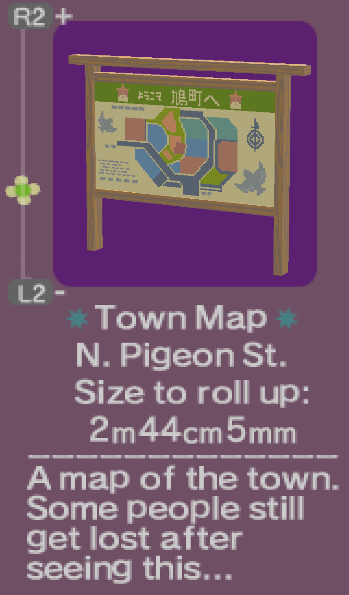 R2 +
ようこそ 鳩町へ
L2 -
Town Map
N. Pigeon St.
Size to roll up:
2m44cm5mm
A map of the town.
Some people still
get lost after
seeing this...